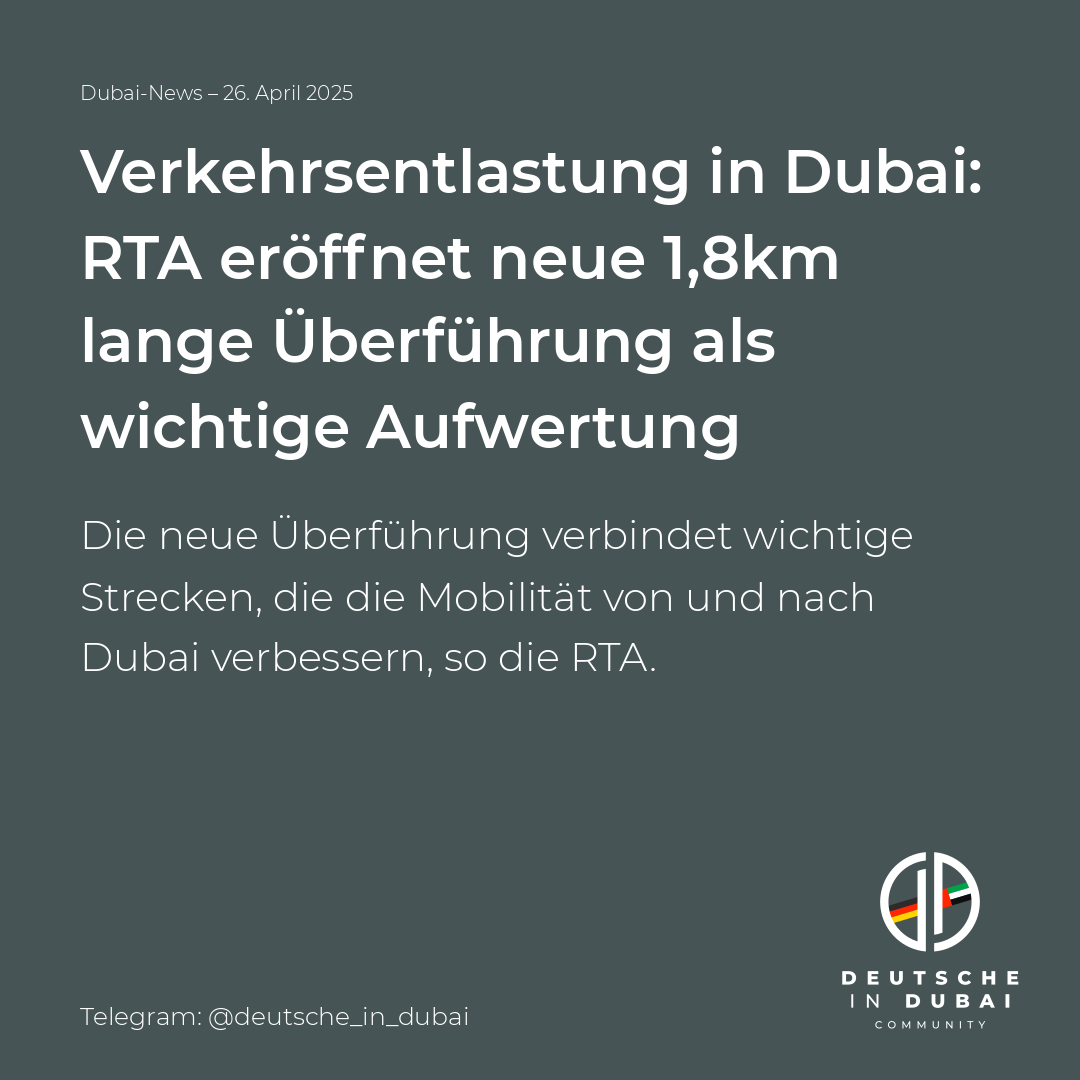 Dubai-News – 26. April 2025
Verkehrsentlastung in Dubai:
RTA eröffnet neue 1,8km
lange Überführung als
wichtige Aufwertung
Die neue Überführung verbindet wichtige
Strecken, die die Mobilität von und nach
Dubai verbessern, so die RTA.
DEUTSCHE
IN DUBAI
COMMUNITY
Telegram: @deutsche_in_dubai